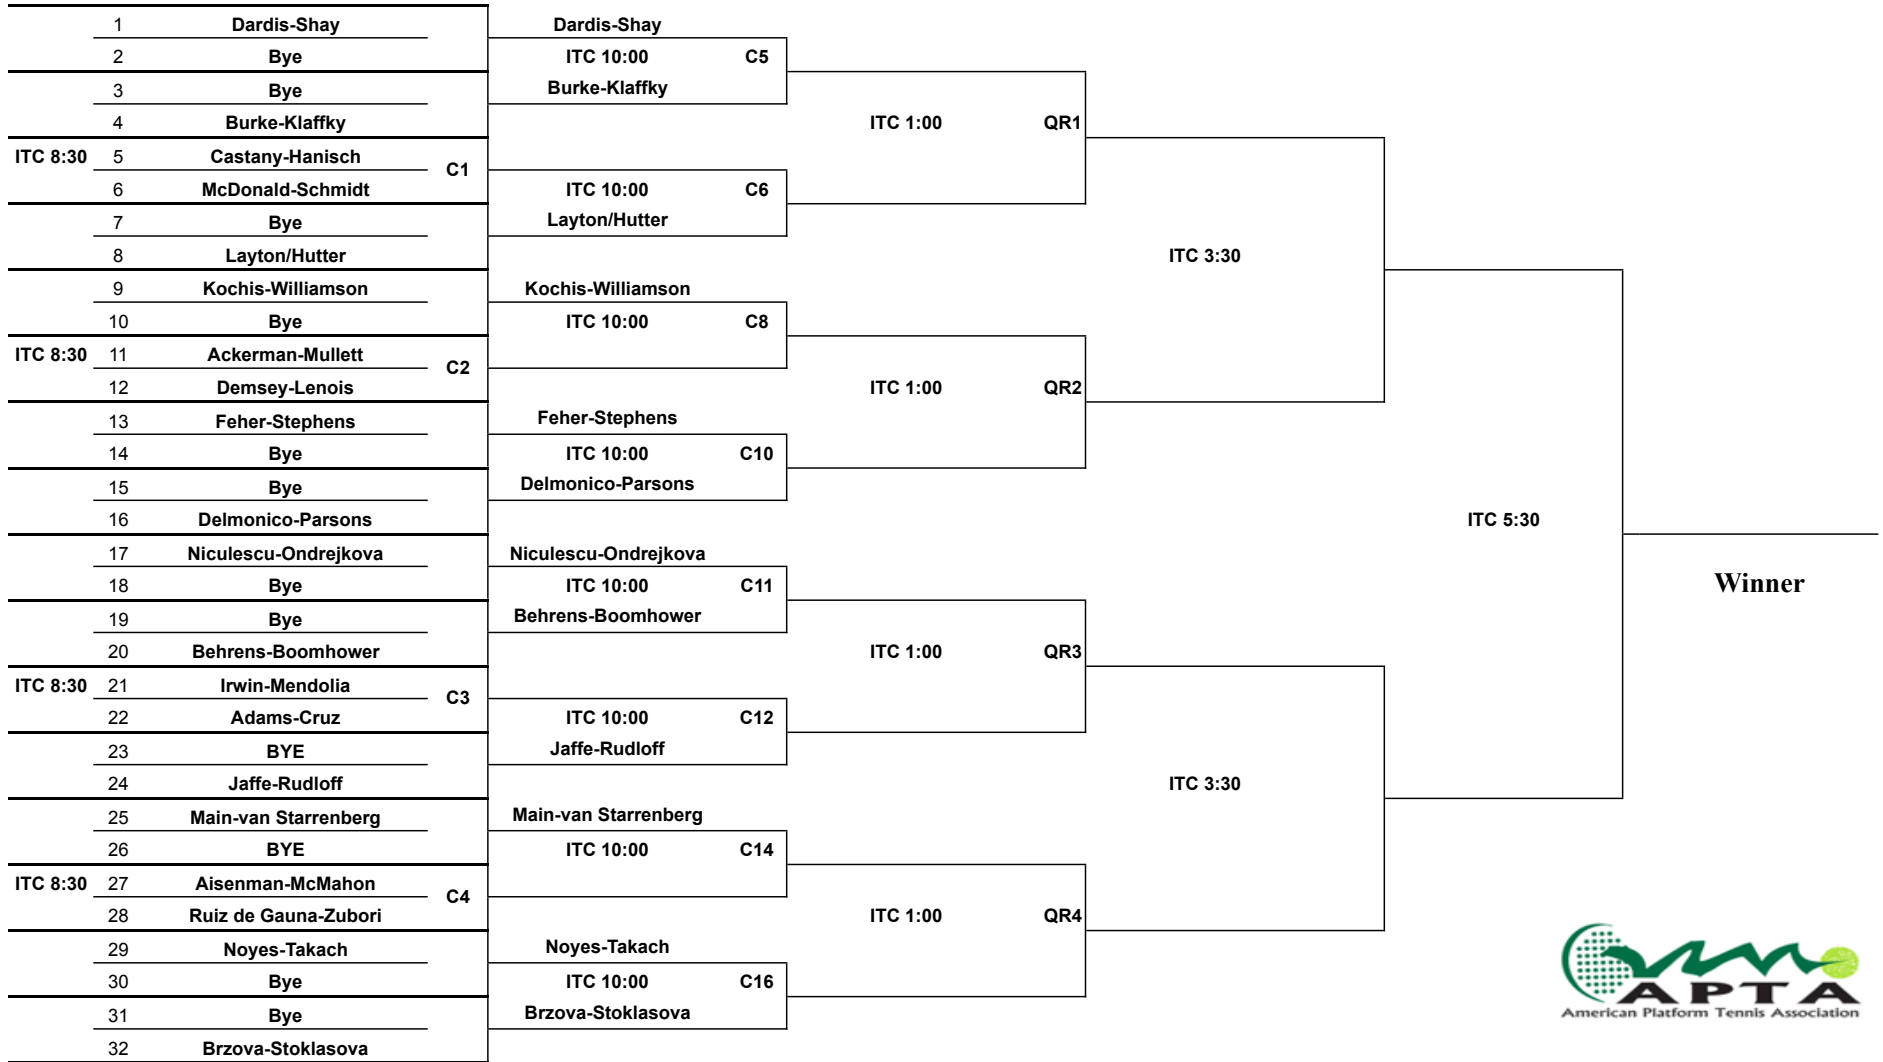 1 Dardis-Shay Dardis-Shay
2 Bye ITC 10:00 C5
3 Bye Burke-Klaffky
4 Burke-Klaffky ITC 1:00 QR1
ITC 8:30 5 Castany-Hanisch C1
6 McDonald-Schmidt ITC 10:00 C6
7 Bye Layton/Hutter
8 Layton/Hutter ITC 3:30
9 Kochis-Williamson Kochis-Williamson
10 Bye ITC 10:00 C8
ITC 8:30 11 Ackerman-Mullett C2
12 Demsey-Lenois ITC 1:00 QR2
13 Feher-Stephens Feher-Stephens
14 Bye ITC 10:00 C10
15 Bye Delmonico-Parsons
16 Delmonico-Parsons ITC 5:30
17 Niculescu-Ondrejkova Niculescu-Ondrejkova
18 Bye ITC 10:00 C11 Winner
19 Bye Behrens-Boomhower
20 Behrens-Boomhower ITC 1:00 QR3
ITC 8:30 21 Irwin-Mendolia C3
22 Adams-Cruz ITC 10:00 C12
23 BYE Jaffe-Rudloff
24 Jaffe-Rudloff ITC 3:30
25 Main-van Starrenberg Main-van Starrenberg
26 BYE ITC 10:00 C14
ITC 8:30 27 Aisenman-McMahon C4
28 Ruiz de Gauna-Zubori ITC 1:00 QR4
29 Noyes-Takach Noyes-Takach
30 Bye ITC 10:00 C16
31 Bye Brzova-Stoklasova
32 Brzova-Stoklasova
APTA
American Platform Tennis Association